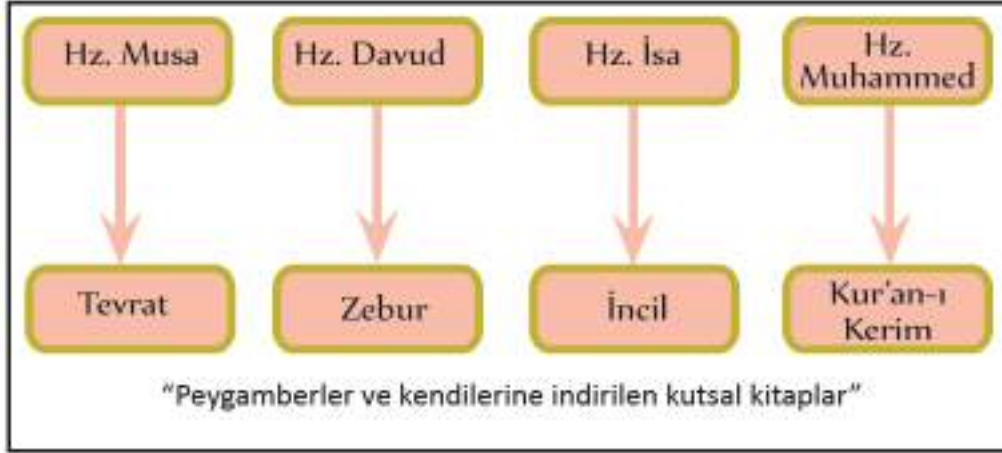 Hz. Musa
Hz. Davud
Hz. İsa
Hz.
Muhammed
Tevrat
Zebur
İncil
Kur'an-ı
Kerim
“Peygamberler ve kendilerine indirilen kutsal kitaplar”